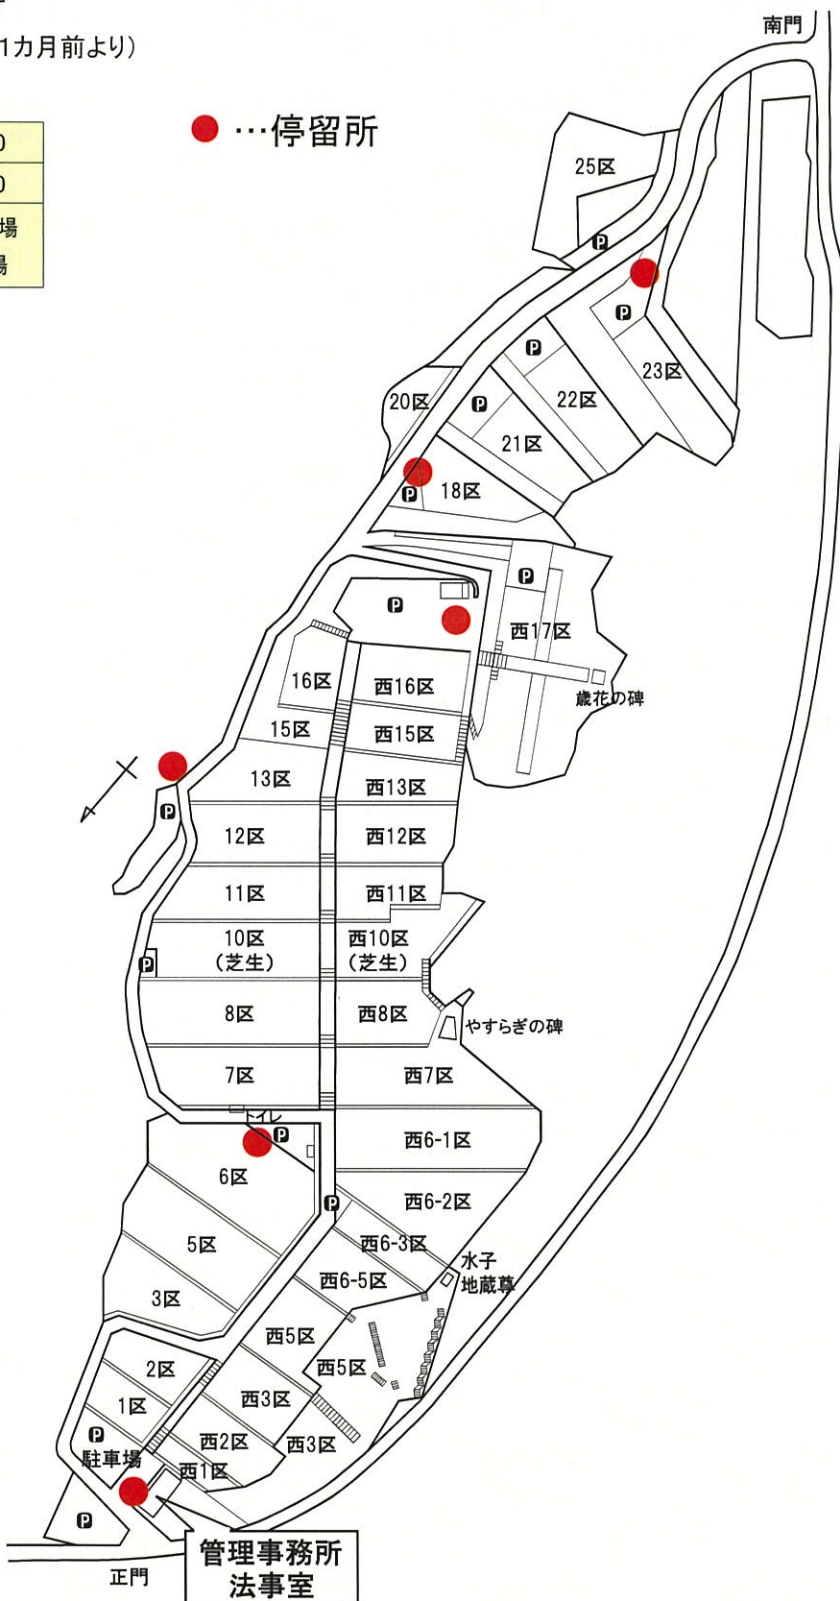 1カ月前より）
0
0
場
場
…停留所
南門
25区
P
P
23区
P
22区
20区
P
21区
P
18区
P
P
西17区
歳花の碑
16区
西16区
15区
西15区
13区
西13区
P
12区
西12区
11区
西11区
10区
（芝生）
西10区
（芝生）
P
8区
西8区
やすらぎの碑
7区
西7区
トイレ
P
西6-1区
6区
西6-2区
P
西6-3区
5区
水子
地蔵尊
西6-5区
3区
西5区
西5区
2区
西3区
1区
西2区
西3区
P
駐車場
西1区
P
管理事務所
法事室
正門